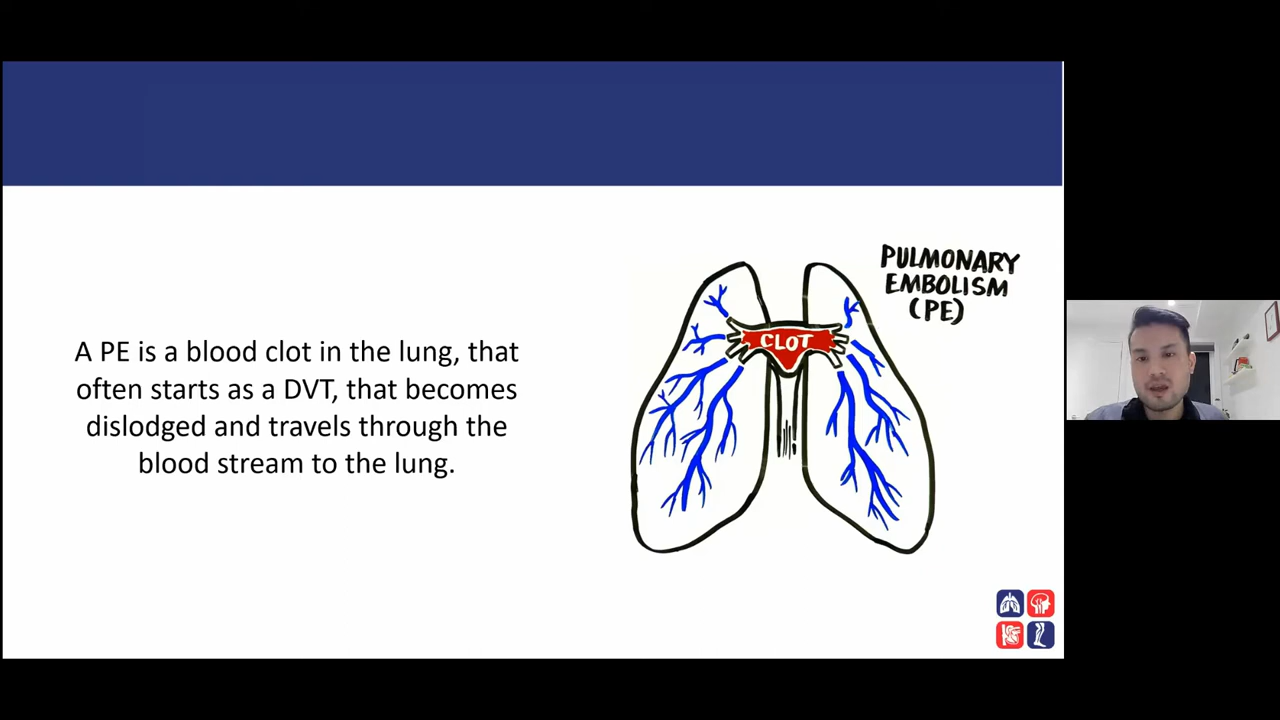 A PE is a blood clot in the lung, that
often starts as a DVT, that becomes
dislodged and travels through the
blood stream to the lung.
PULMONARY
EMBOLISM
(PE)
CLOT